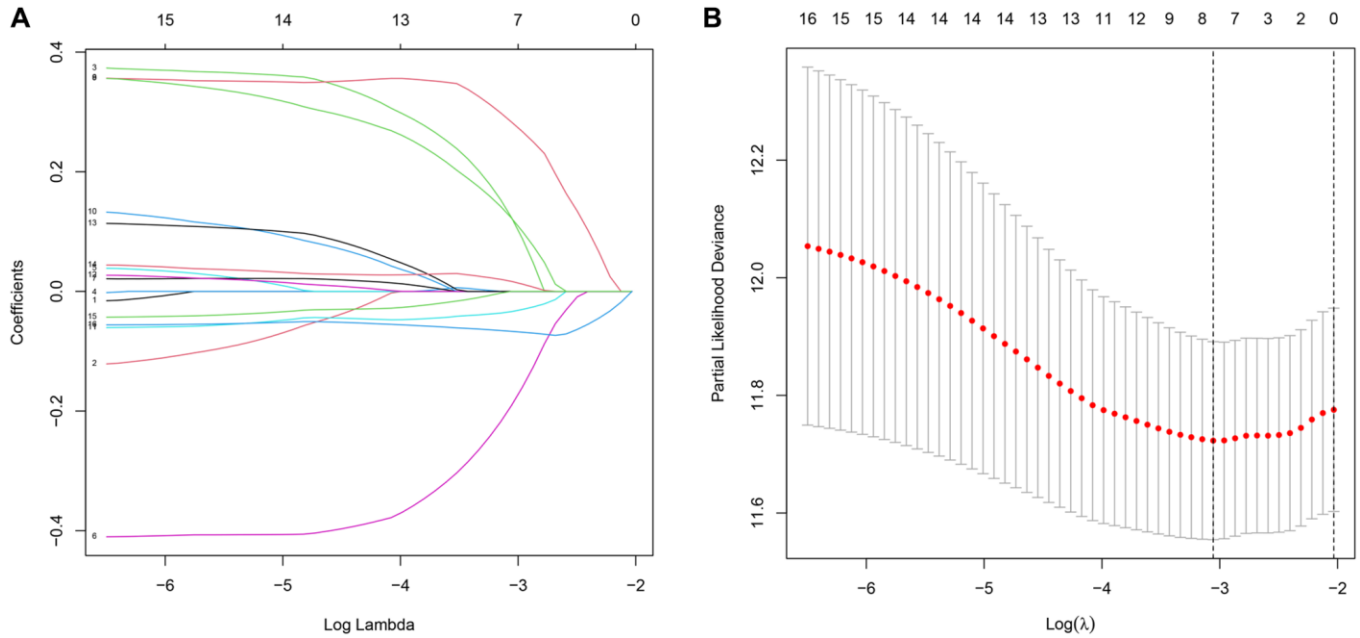 A
15 14 13 7 0
0.4
0.2
0.0
−0.2
−0.4
Coefficients
3
10
13
14
4
1
15
2
6
−6 −5 −4 −3 −2
Log Lambda
B
16 15 15 14 14 14 13 13 11 12 9 8 7 3 2 0
12.2
12.0
11.8
11.6
Partial Likelihood Deviance
−6 −5 −4 −3 −2
Log(λ)